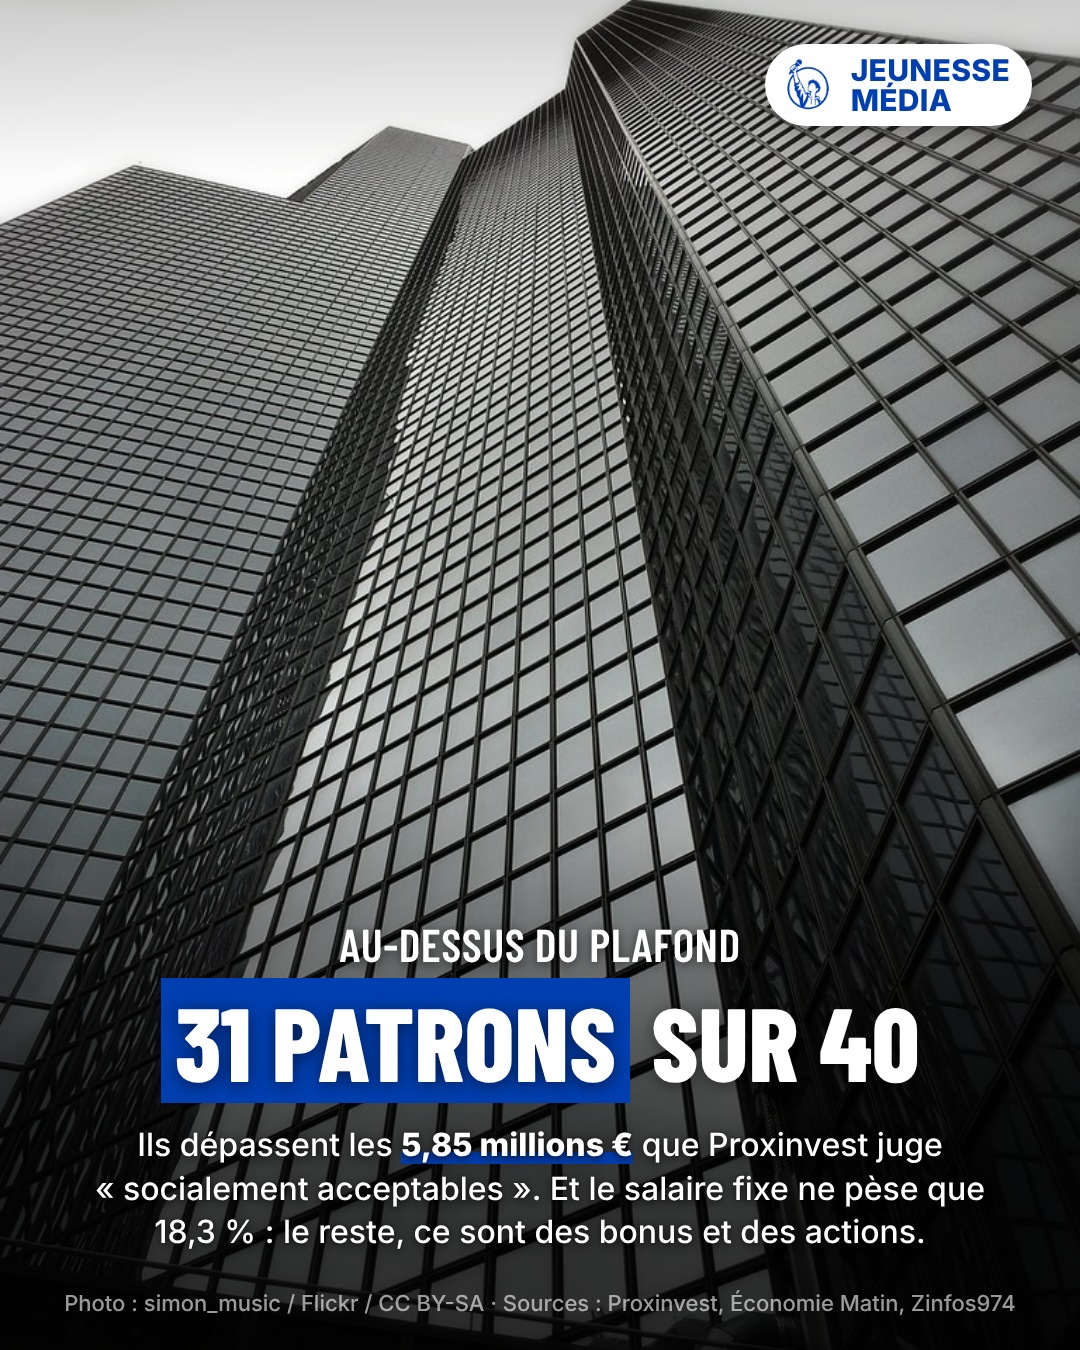 JEUNESSE
MÉDIA
AU-DESSUS DU PLAFOND
31 PATRONS SUR 40
Ils dépassent les 5,85 millions € que Proxinvest juge
« socialement acceptables ». Et le salaire fixe ne pèse que
18,3 % : le reste, ce sont des bonus et des actions.
Photo : simon_music / Flickr / CC BY-SA · Sources : Proxinvest, Économie Matin, Zinfos974